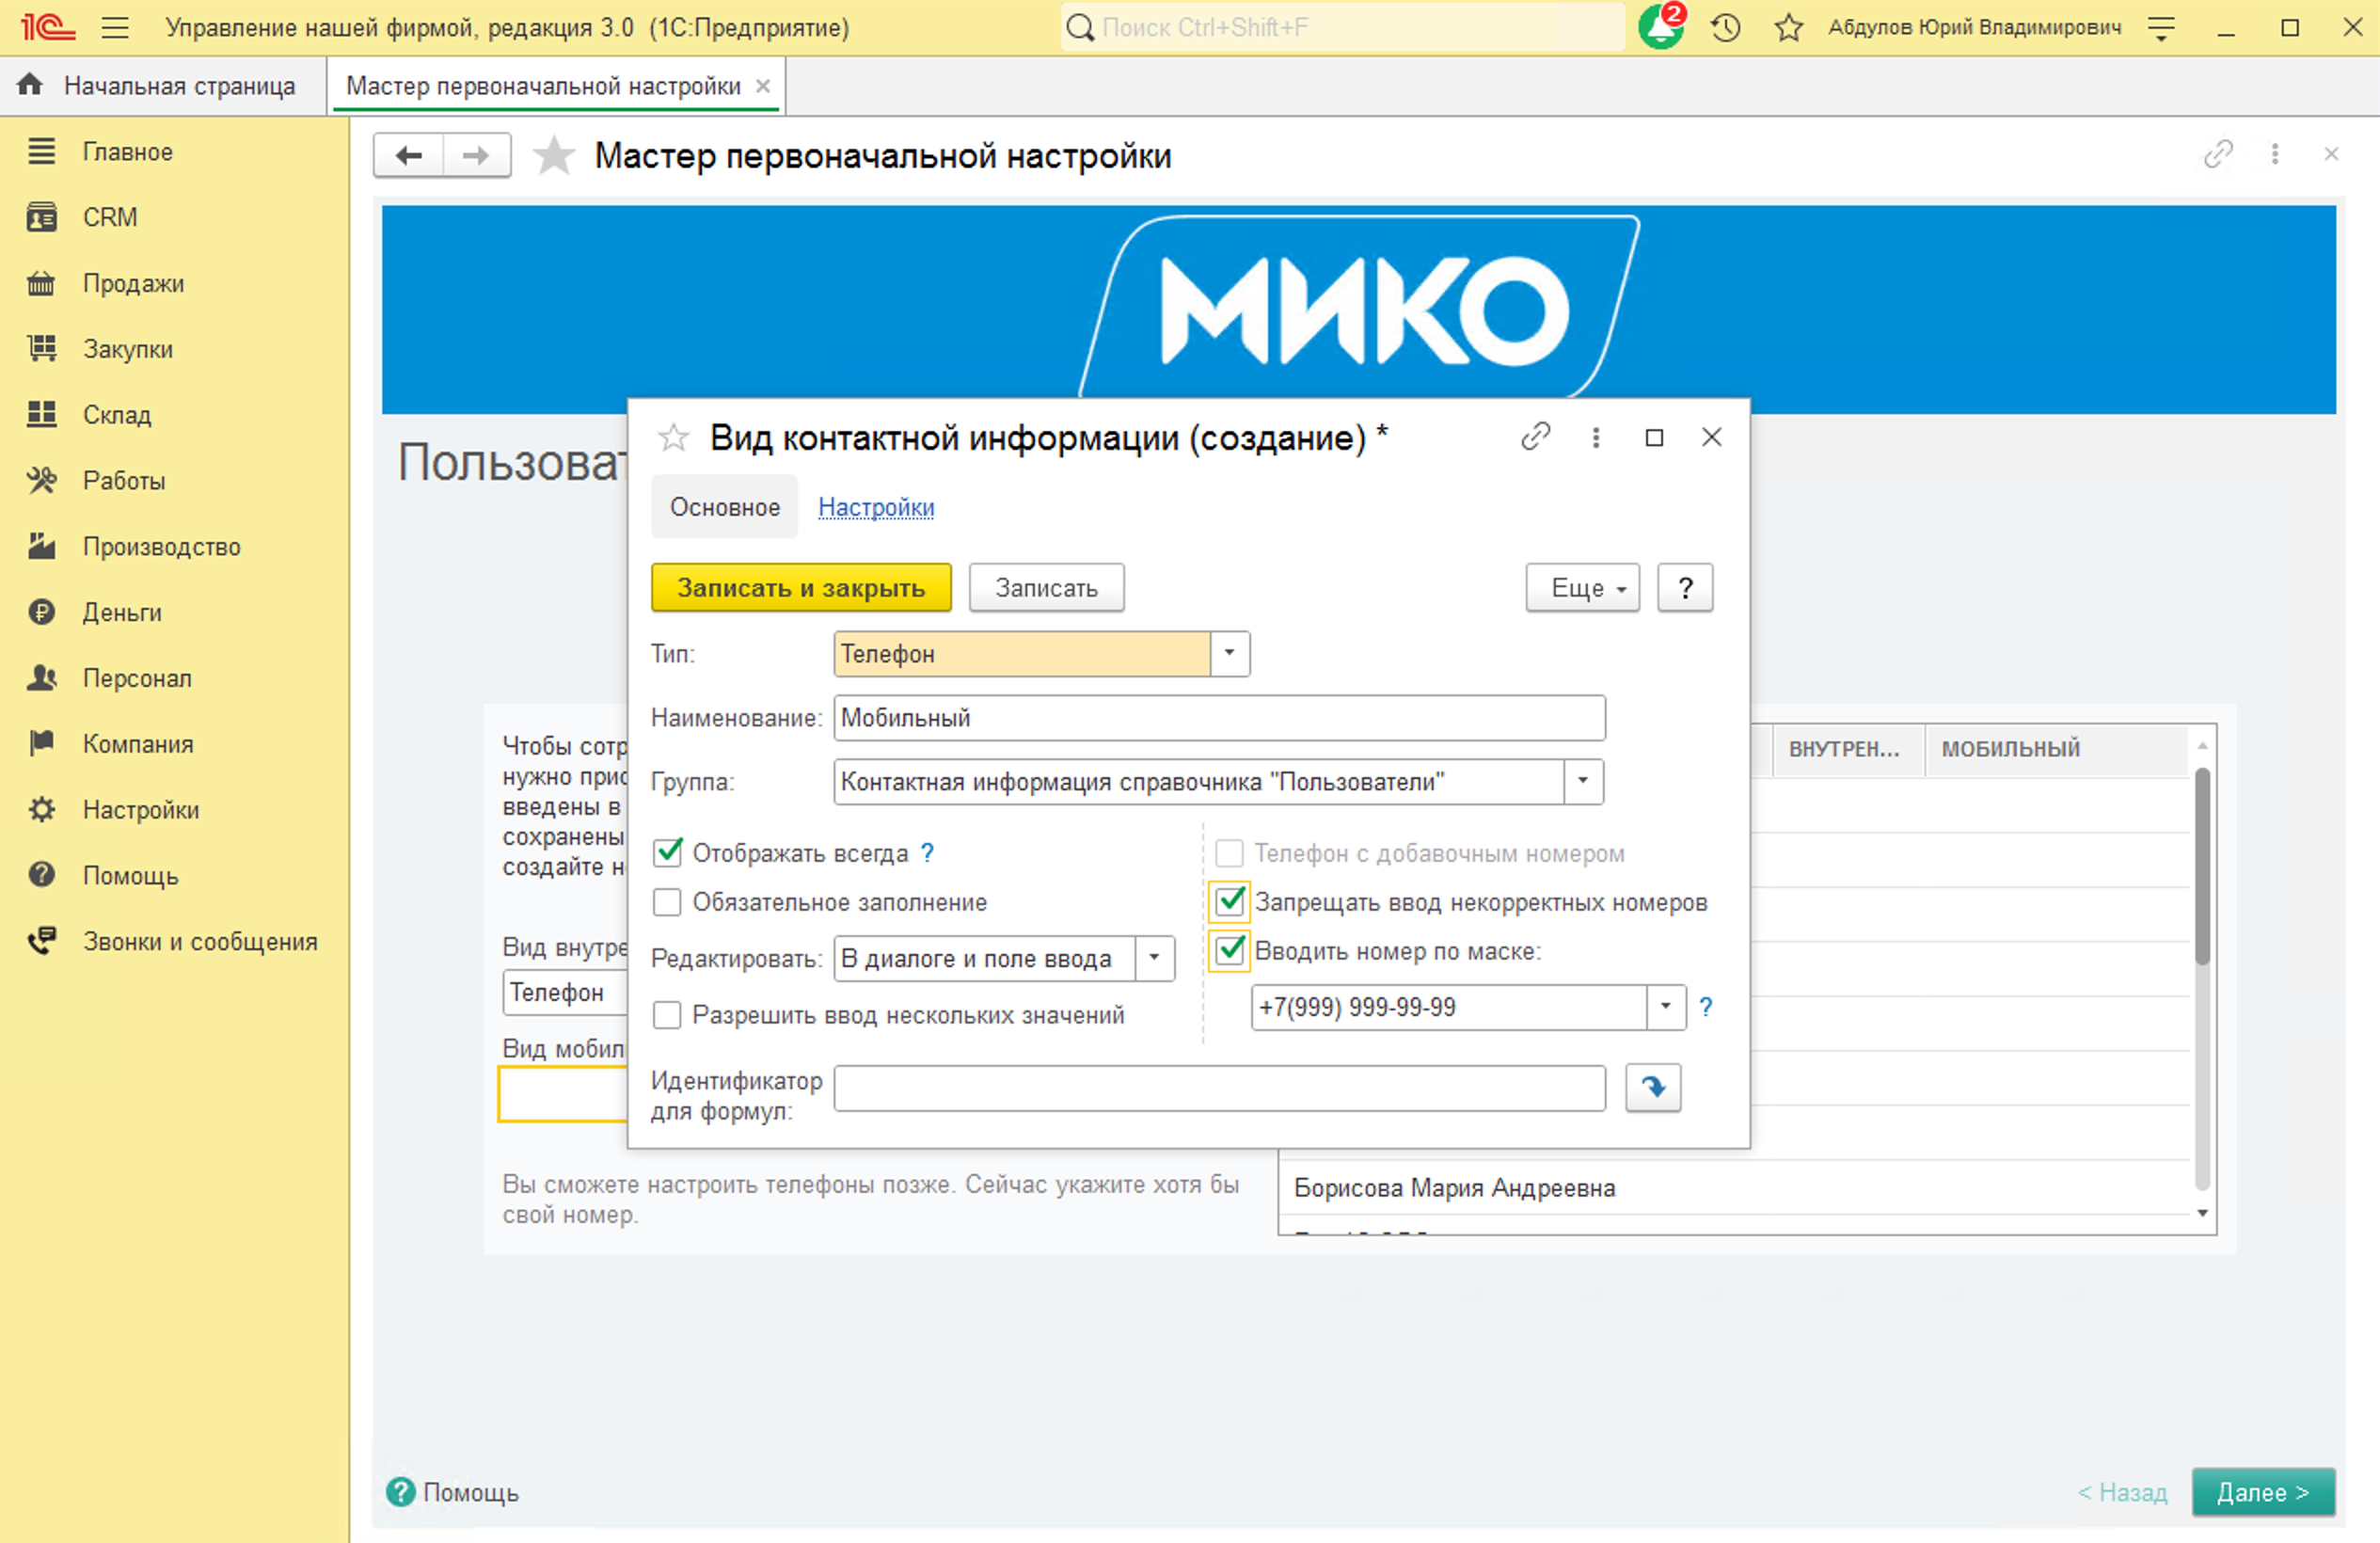 1С Управление нашей фирмой, редакция 3.0 (1С:Предприятие)
Поиск Ctrl+Shift+F
2
Абдулов Юрий Владимирович
Начальная страница
Мастер первоначальной настройки
Главное
CRM
Продажи
Закупки
Склад
Работы
Производство
Деньги
Персонал
Компания
Настройки
Помощь
Звонки и сообщения
Мастер первоначальной настройки
МИКО
Вид контактной информации (создание) *
Основное Настройки
Записать и закрыть Записать Еще ?
Тип: Телефон
Наименование: Мобильный
Группа: Контактная информация справочника "Пользователи"
Отображать всегда ?
Обязательное заполнение
Редактировать: В диалоге и поле ввода
Разрешить ввод нескольких значений
Телефон с добавочным номером
Запрещать ввод некорректных номеров
Вводить номер по маске:
+7(999) 999-99-99 ?
Идентификатор
для формул:
Чтобы
нужно
введены в
сохранены
создайте
Вид
Телефон
Вид
Вы сможете настроить телефоны позже. Сейчас укажите хотя бы
свой номер.
ВНУТРЕН... МОБИЛЬНЫЙ
Борисова Мария Андреевна
? Помощь
< Назад Далее >